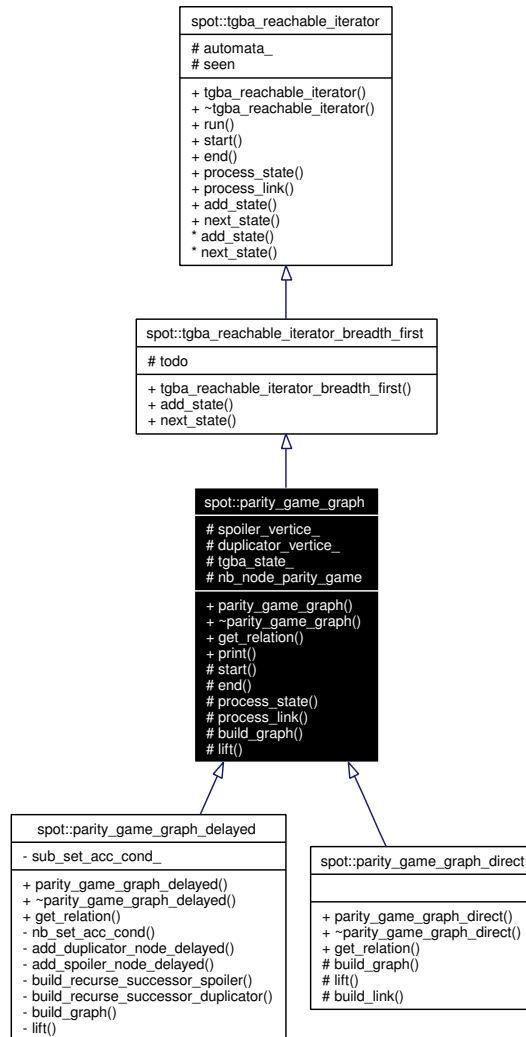 spot::tgba_reachable_iterator
# automata_
# seen
+ tgba_reachable_iterator()
+ ~tgba_reachable_iterator()
+ run()
+ start()
+ end()
+ process_state()
+ process_link()
+ add_state()
+ next_state()
* add_state()
* next_state()
spot::tgba_reachable_iterator_breadth_first
# todo
+ tgba_reachable_iterator_breadth_first()
+ add_state()
+ next_state()
spot::parity_game_graph
# spoiler_vertice_
# duplicator_vertice_
# tgba_state_
# nb_node_parity_game
+ parity_game_graph()
+ ~parity_game_graph()
+ get_relation()
+ print()
# start()
# end()
# process_state()
# process_link()
# build_graph()
# lift()
spot::parity_game_graph_delayed
- sub_set_acc_cond_
+ parity_game_graph_delayed()
+ ~parity_game_graph_delayed()
+ get_relation()
- nb_set_acc_cond()
- add_duplicator_node_delayed()
- add_spoiler_node_delayed()
- build_recurse_successor_spoiler()
- build_recurse_successor_duplicator()
- build_graph()
- lift()
spot::parity_game_graph_direct
+ parity_game_graph_direct()
+ ~parity_game_graph_direct()
+ get_relation()
# build_graph()
# lift()
# build_link()